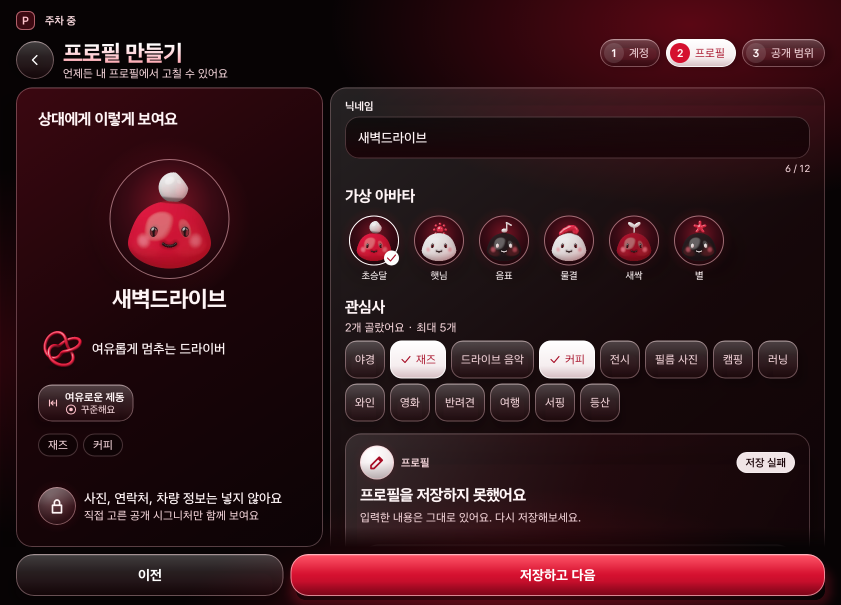 P 주차 중
프로필 만들기
언제든 내 프로필에서 고칠 수 있어요
1 계정
2 프로필
3 공개 범위
상대에게 이렇게 보여요
새벽드라이브
여유롭게 멈추는 드라이버
여유로운 제동
꾸준해요
재즈
커피
사진, 연락처, 차량 정보는 넣지 않아요
직접 고른 공개 시그니처만 함께 보여요
닉네임
새벽드라이브
6 / 12
가상 아바타
초승달
햇님
음표
물결
새싹
별
관심사
2개 골랐어요 · 최대 5개
야경
재즈
드라이브 음악
커피
전시
필름 사진
캠핑
러닝
와인
영화
반려견
여행
서핑
등산
프로필
저장 실패
프로필을 저장하지 못했어요
입력한 내용은 그대로 있어요. 다시 저장해보세요.
이전
저장하고 다음